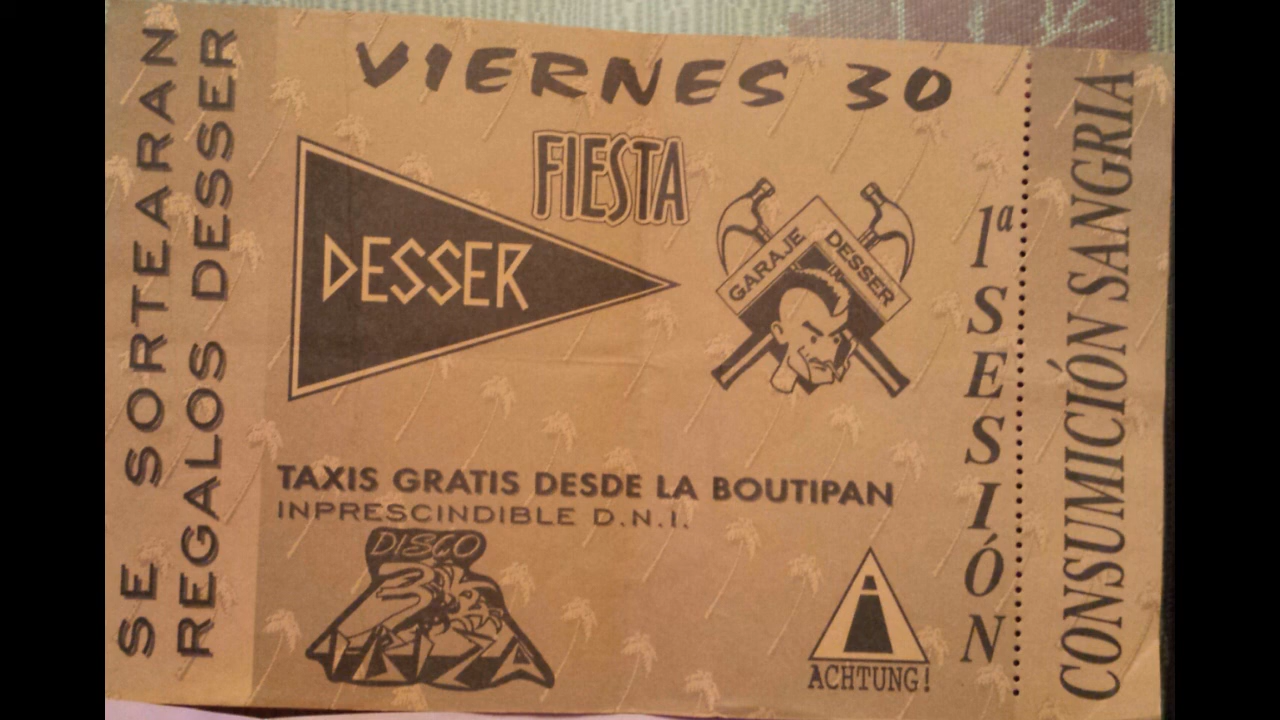 SE SORTEARAN
REGALOS DESSER
VIERNES 30
FIESTA
DESSER
GARAJE DESSER
TAXIS GRATIS DESDE LA BOUTIPAN
INPRESCINDIBLE D.N.I.
DISCO
ACHTUNG!
1ª SESIÓN
CONSUMICIÓN SANGRIA